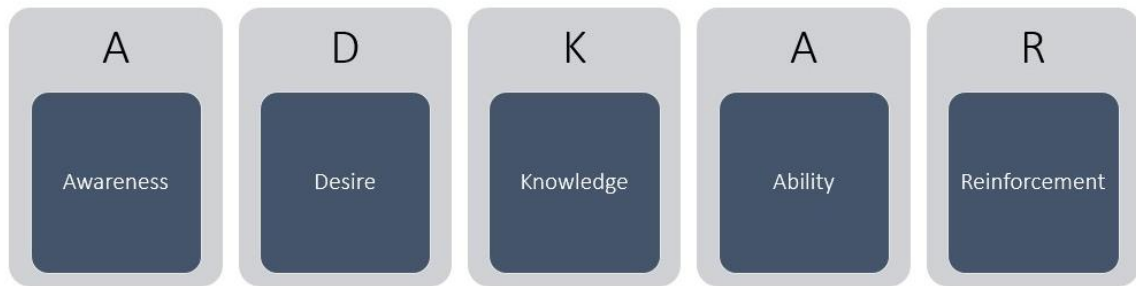 A
D
K
A
R
Awareness
Desire
Knowledge
Ability
Reinforcement